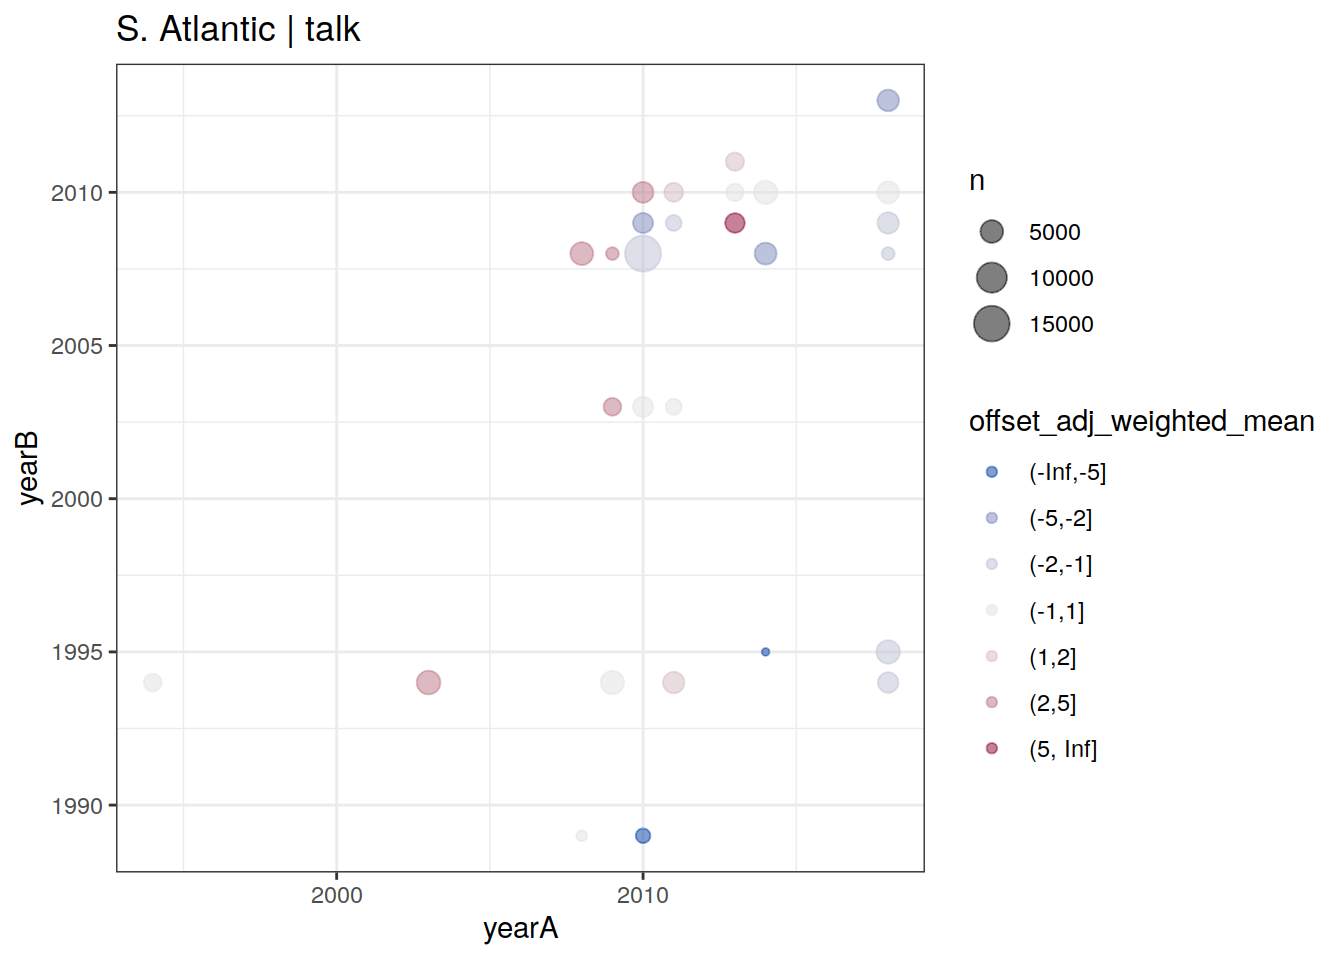 S. Atlantic | talk
yearB
2010
2005
2000
1995
1990
2000
2010
yearA
n
5000
10000
15000
offset_adj_weighted_mean
(-Inf,-5]
(-5,-2]
(-2,-1]
(-1,1]
(1,2]
(2,5]
(5, Inf]